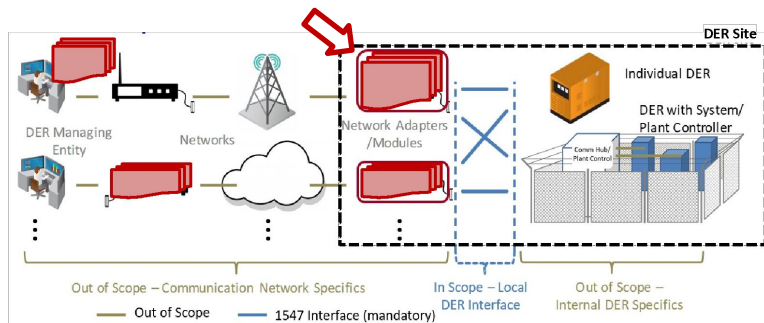 DER Site
Individual DER
DER with System/
Plant Controller
DER Managing
Entity
Networks
Network Adapters
/Modules
Comm Hub/
Plant Control
Out of Scope – Communication Network Specifics
In Scope – Local
DER Interface
Out of Scope –
Internal DER Specifics
Out of Scope
1547 Interface (mandatory)